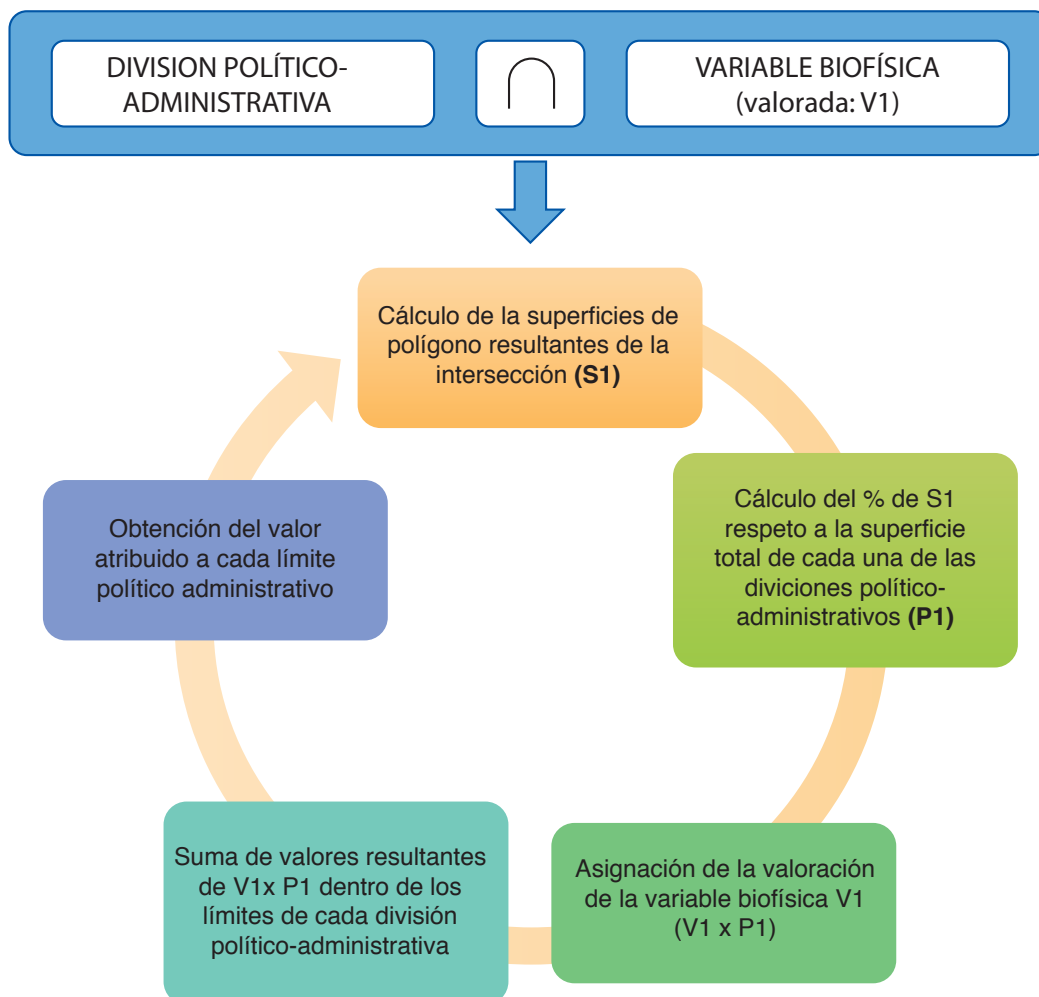 DIVISION POLÍTICO-
ADMINISTRATIVA
∩
VARIABLE BIOFÍSICA
(valorada: V1)
Cálculo de la superficies de
polígono resultantes de la
intersección (S1)
Cálculo del % de S1
respeto a la superficie
total de cada una de las
diviciones político-
administrativos (P1)
Asignación de la valoración
de la variable biofísica V1
(V1 x P1)
Suma de valores resultantes
de V1x P1 dentro de los
límites de cada división
político-administrativa
Obtención del valor
atribuido a cada límite
político administrativo